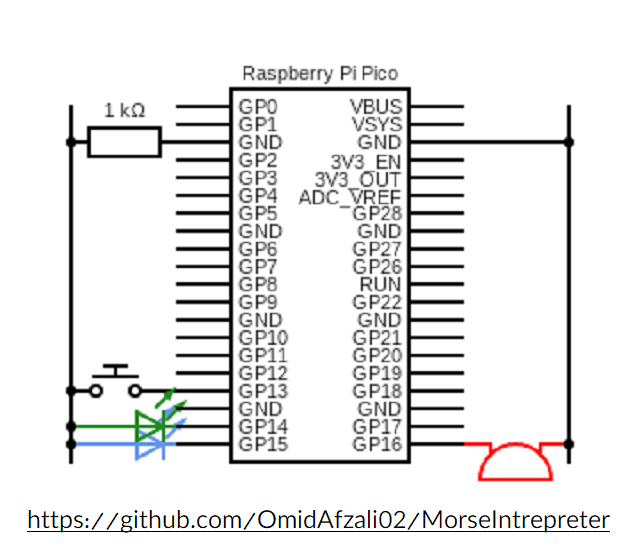 Raspberry Pi Pico
1 kΩ
GP0 VBUS
GP1 VSYS
GND GND
GP2 3V3_EN
GP3 3V3_OUT
GP4 ADC_VREF
GP5 GP28
GND GND
GP6 GP27
GP7 GP26
GP8 RUN
GP9 GP22
GND GND
GP10 GP21
GP11 GP20
GP12 GP19
GP13 GP18
GND GND
GP14 GP17
GP15 GP16
https://github.com/OmidAfzali02/MorseIntrepreter